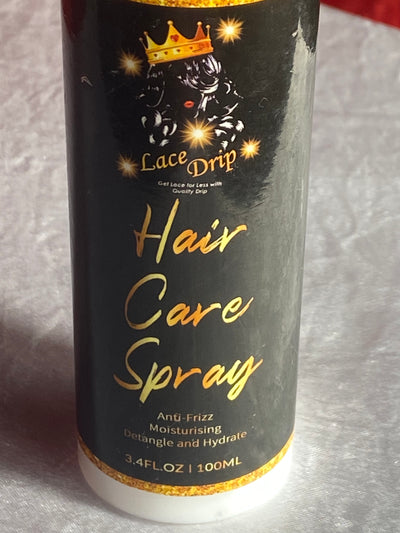 Lace Drip
Get Lace for Less with
Quality Drip
Hair
Care
Spray
Anti-Frizz
Moisturising
Detangle and Hydrate
3.4FL.OZ | 100ML